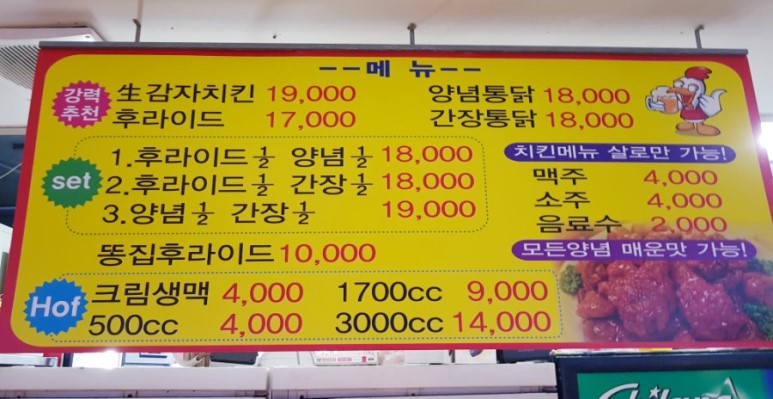 --메 뉴--
강력
추천
生감자치킨 19,000
후라이드 17,000
양념통닭 18,000
간장통닭 18,000
set
1.후라이드 ½ 양념 ½ 18,000
2.후라이드 ½ 간장 ½ 18,000
3.양념 ½ 간장 ½ 19,000
치킨메뉴 살로만 가능!
맥주 4,000
소주 4,000
음료수 2,000
똥집후라이드 10,000
모든양념 매운맛 가능!
Hof
크림생맥 4,000 1700cc 9,000
500cc 4,000 3000cc 14,000